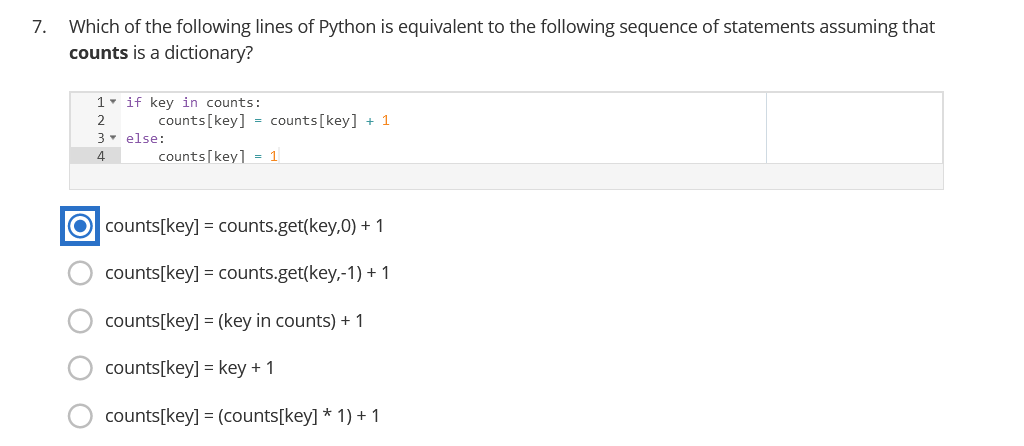 7. Which of the following lines of Python is equivalent to the following sequence of statements assuming that
counts is a dictionary?
1 if key in counts:
2     counts[key] = counts[key] + 1
3 else:
4     counts[key] = 1
counts[key] = counts.get(key,0) + 1
counts[key] = counts.get(key,-1) + 1
counts[key] = (key in counts) + 1
counts[key] = key + 1
counts[key] = (counts[key] * 1) + 1